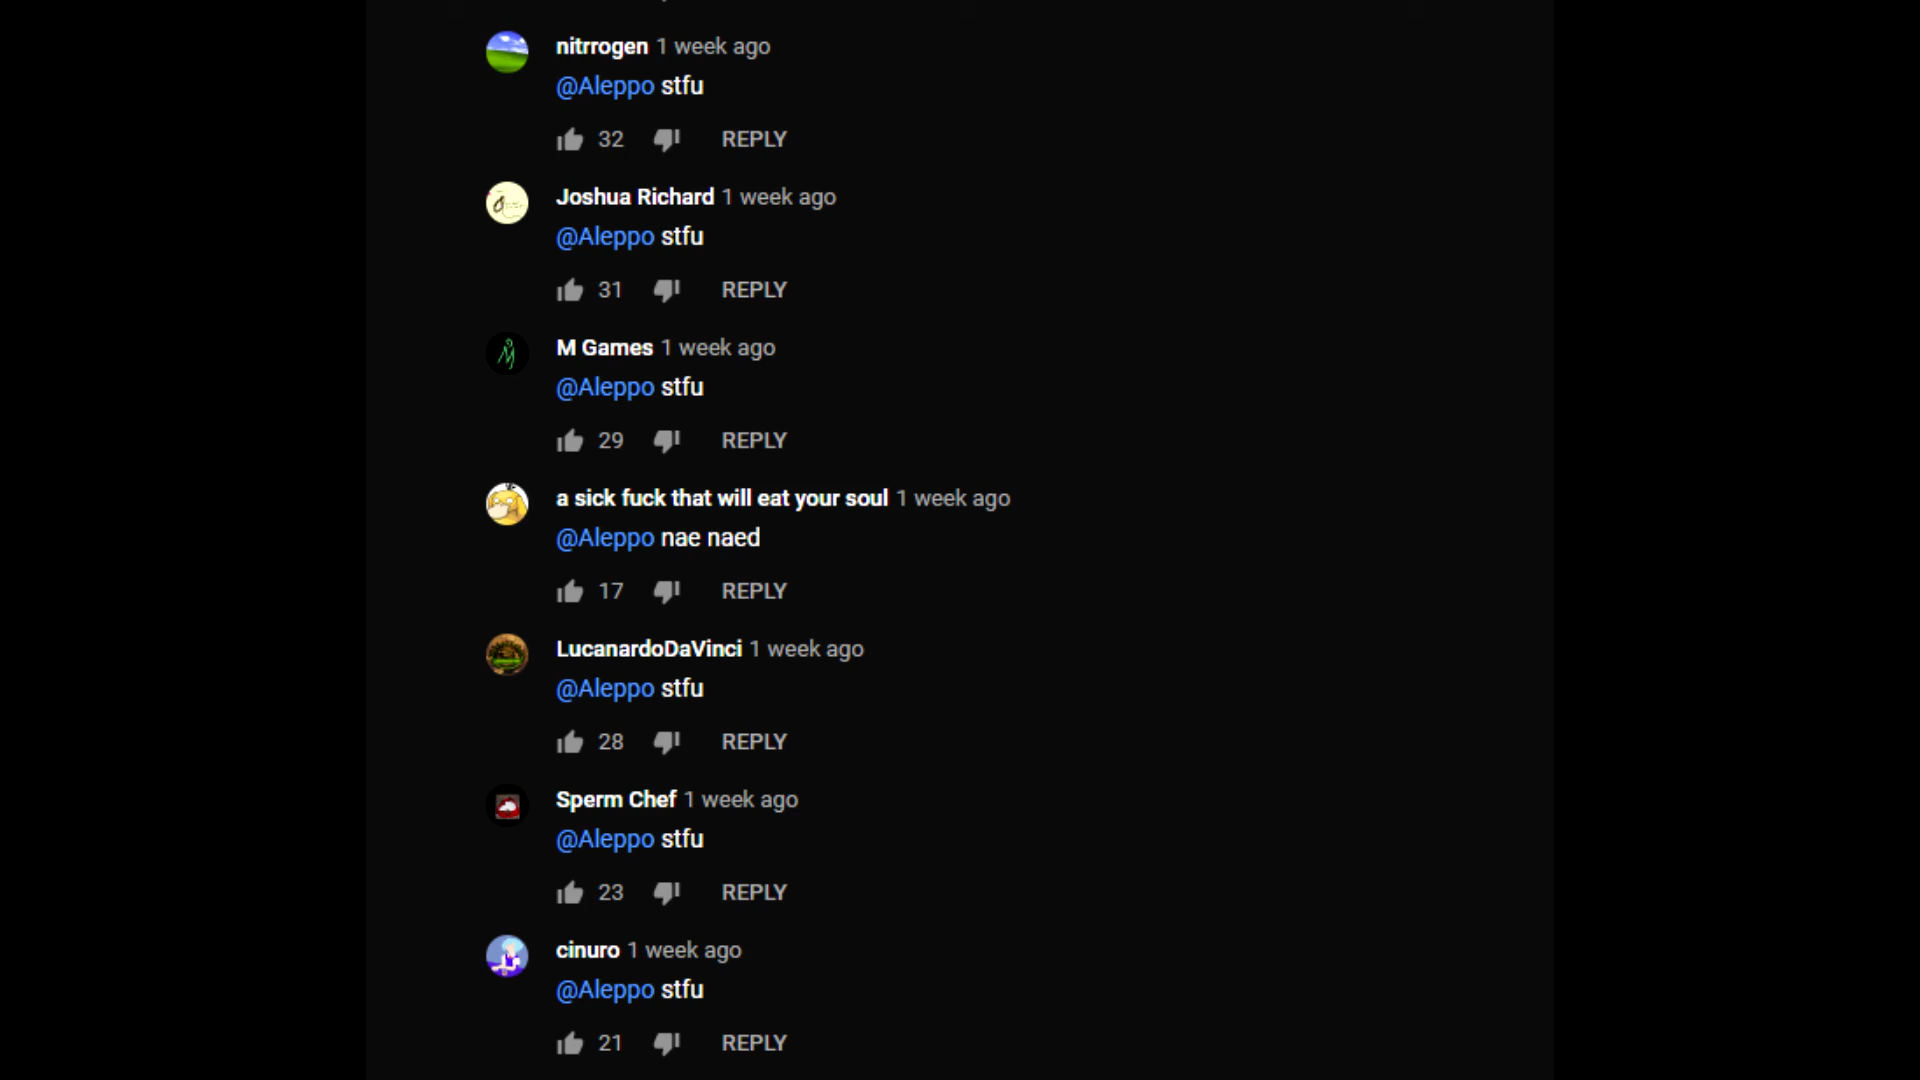 nitrrogen 1 week ago
@Aleppo stfu
32 REPLY
Joshua Richard 1 week ago
@Aleppo stfu
31 REPLY
M Games 1 week ago
@Aleppo stfu
29 REPLY
a sick fuck that will eat your soul 1 week ago
@Aleppo nae naed
17 REPLY
LucanardoDaVinci 1 week ago
@Aleppo stfu
28 REPLY
Sperm Chef 1 week ago
@Aleppo stfu
23 REPLY
cinuro 1 week ago
@Aleppo stfu
21 REPLY